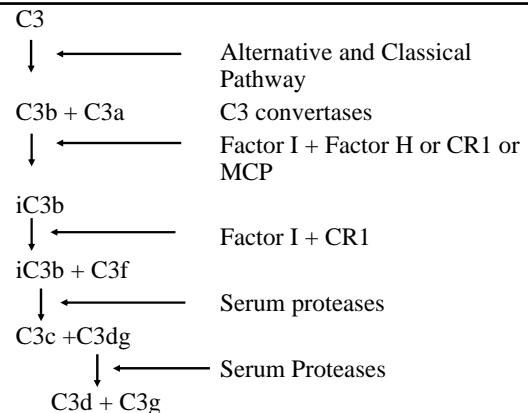 C3
Alternative and Classical
Pathway
C3b + C3a
C3 convertases
Factor I + Factor H or CR1 or
MCP
iC3b
Factor I + CR1
iC3b + C3f
Serum proteases
C3c +C3dg
Serum Proteases
C3d + C3g